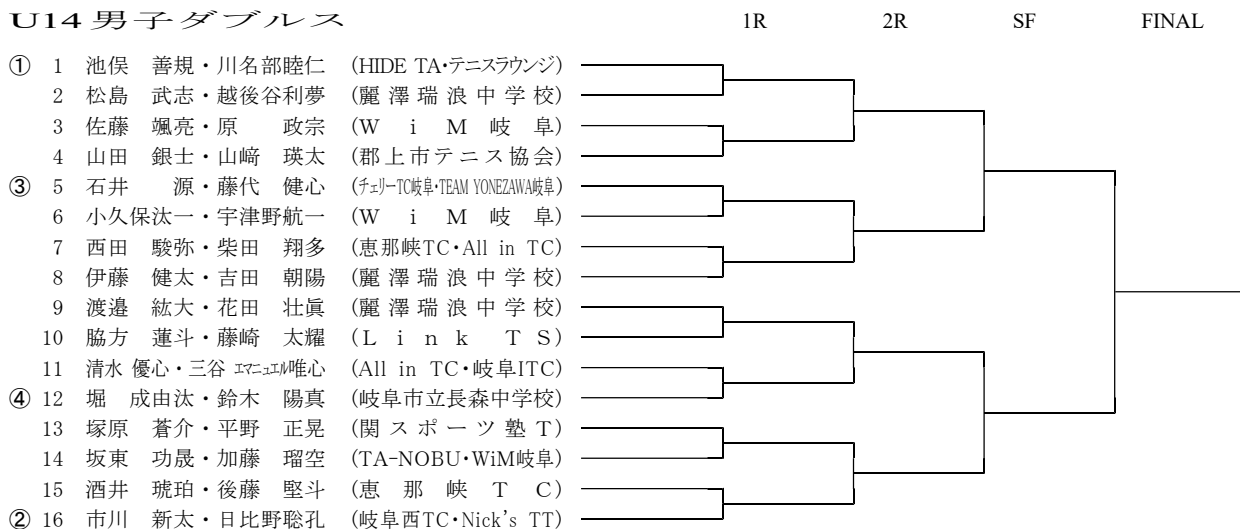 U14男子ダブルス 1R 2R SF FINAL
① 1 池俣 善規・川名部睦仁 (HIDE TA・テニスラウンジ)
2 松島 武志・越後谷利夢 (麗澤瑞浪中学校)
3 佐藤 颯亮・原 政宗 (WiM岐阜)
4 山田 銀士・山﨑 瑛太 (郡上市テニス協会)
③ 5 石井 源・藤代 健心 (チェリーTC岐阜・TEAM YONEZAWA岐阜)
6 小久保汰一・宇津野航一 (WiM岐阜)
7 西田 駿弥・柴田 翔多 (恵那峡TC・All in TC)
8 伊藤 健太・吉田 朝陽 (麗澤瑞浪中学校)
9 渡邉 紘大・花田 壮眞 (麗澤瑞浪中学校)
10 脇方 蓮斗・藤崎 太耀 (Link TS)
11 清水 優心・三谷 エマニュエル唯心 (All in TC・岐阜ITC)
④ 12 堀 成由汰・鈴木 陽真 (岐阜市立長森中学校)
13 塚原 蒼介・平野 正晃 (関スポーツ塾T)
14 坂東 功晟・加藤 瑠空 (TA-NOBU・WiM岐阜)
15 酒井 琥珀・後藤 堅斗 (恵那峡TC)
② 16 市川 新太・日比野聡孔 (岐阜西TC・Nick's TT)